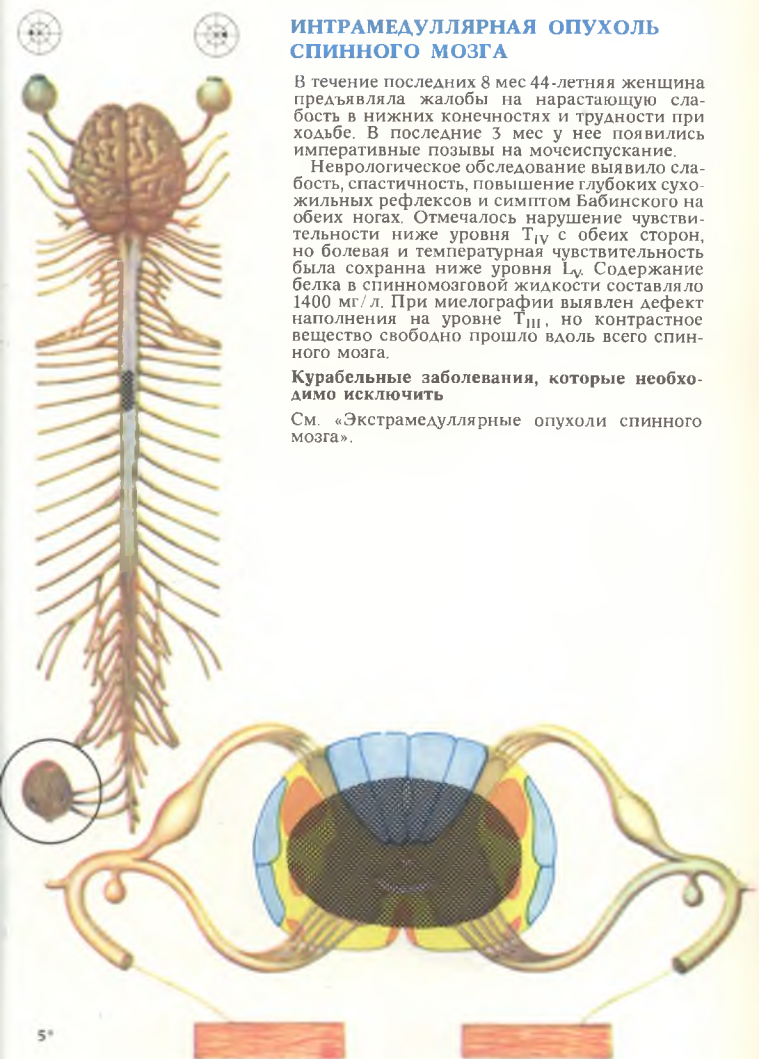 ИНТРАМЕДУЛЛЯРНАЯ ОПУХОЛЬ
СПИННОГО МОЗГА
В течение последних 8 мес 44-летняя женщина
предъявляла жалобы на нарастающую сла-
бость в нижних конечностях и трудности при
ходьбе. В последние 3 мес у нее появились
императивные позывы на мочеиспускание.
Неврологическое обследование выявило сла-
бость, спастичность, повышение глубоких сухо-
жильных рефлексов и симптом Бабинского на
обеих ногах. Отмечалось нарушение чувстви-
тельности ниже уровня TIV с обеих сторон,
но болевая и температурная чувствительность
была сохранна ниже уровня LV. Содержание
белка в спинномозговой жидкости составляло
1400 мг/л. При миелографии выявлен дефект
наполнения на уровне TIII, но контрастное
вещество свободно прошло вдоль всего спин-
ного мозга.
Курабельные заболевания, которые необхо-
димо исключить
См. «Экстрамедуллярные опухоли спинного
мозга».
5*